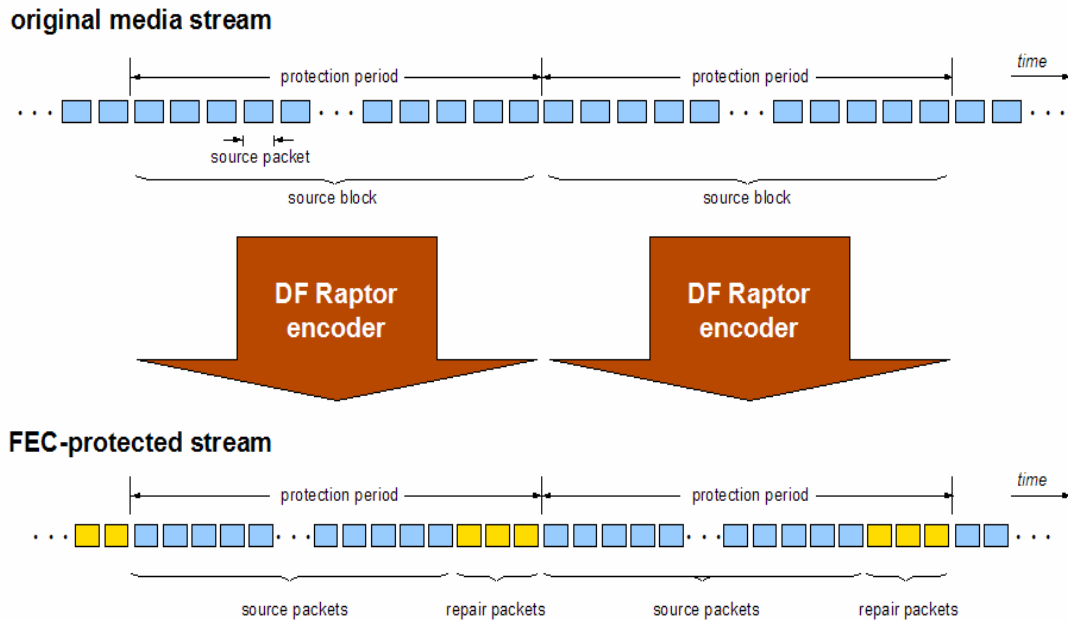 original media stream
protection period
protection period
time
. . .
. . .
. . .
. . .
source packet
source block
source block
DF Raptor
encoder
DF Raptor
encoder
FEC-protected stream
protection period
protection period
time
. . .
. . .
. . .
. . .
source packets
repair packets
source packets
repair packets